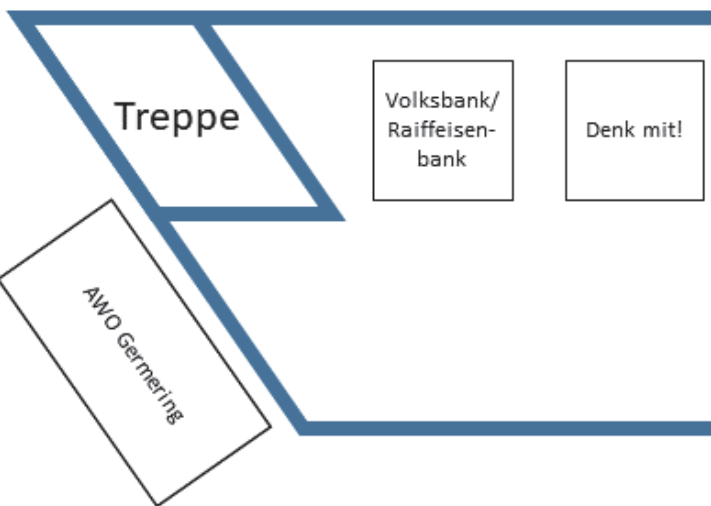 Treppe
Volksbank/
Raiffeisen-
bank
Denk mit!
AWO Germering